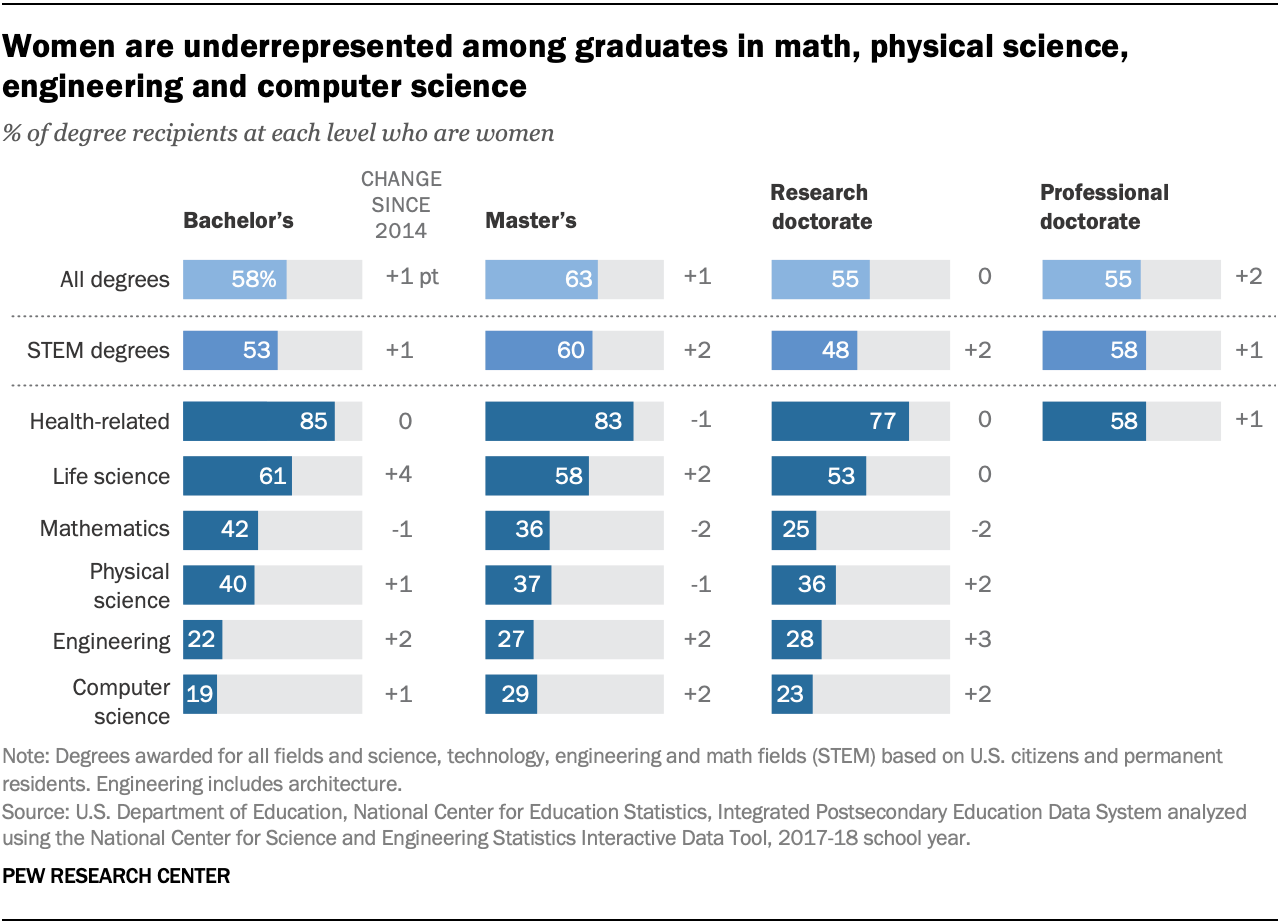 Women are underrepresented among graduates in math, physical science,
engineering and computer science
% of degree recipients at each level who are women
Bachelor's CHANGE SINCE 2014 Master's Research doctorate Professional doctorate
All degrees 58% +1 pt 63 +1 55 0 55 +2
STEM degrees 53 +1 60 +2 48 +2 58 +1
Health-related 85 0 83 -1 77 0 58 +1
Life science 61 +4 58 +2 53 0
Mathematics 42 -1 36 -2 25 -2
Physical science 40 +1 37 -1 36 +2
Engineering 22 +2 27 +2 28 +3
Computer science 19 +1 29 +2 23 +2
Note: Degrees awarded for all fields and science, technology, engineering and math fields (STEM) based on U.S. citizens and permanent
residents. Engineering includes architecture.
Source: U.S. Department of Education, National Center for Education Statistics, Integrated Postsecondary Education Data System analyzed
using the National Center for Science and Engineering Statistics Interactive Data Tool, 2017-18 school year.
PEW RESEARCH CENTER